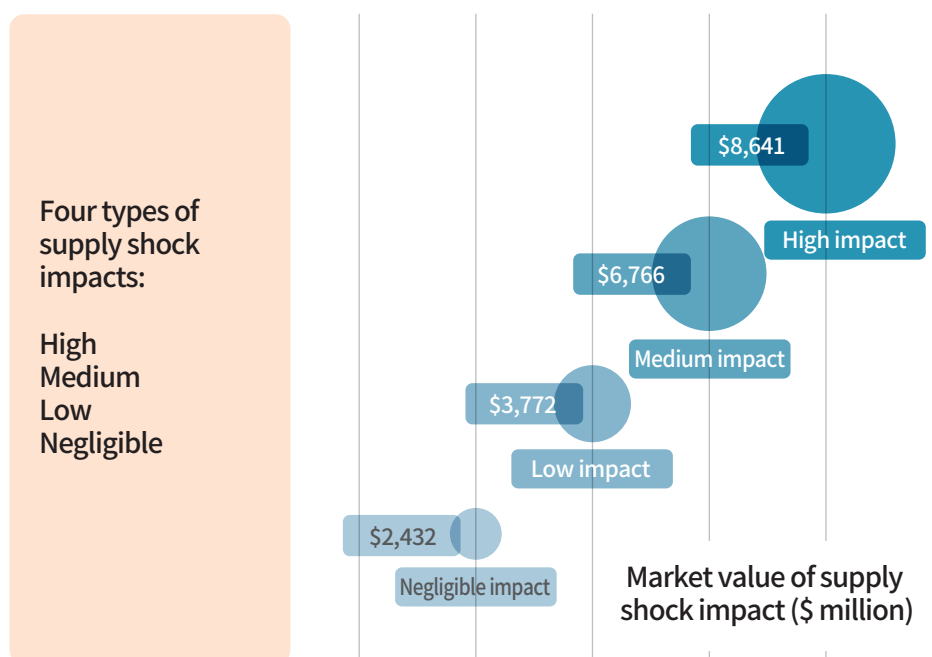 Four types of
supply shock
impacts:
High
Medium
Low
Negligible
$8,641
High impact
$6,766
Medium impact
$3,772
Low impact
$2,432
Negligible impact
Market value of supply
shock impact ($ million)